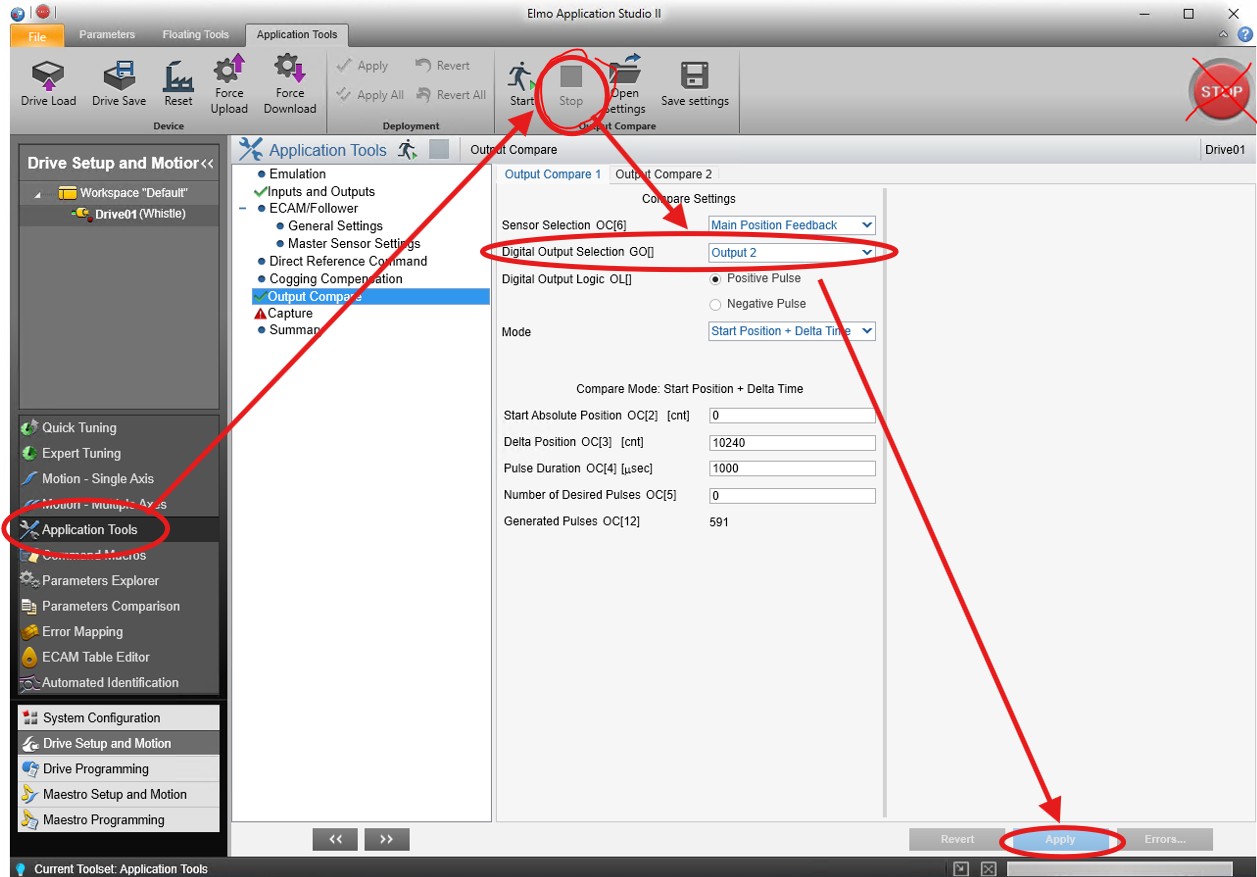 Elmo Application Studio II
File
Parameters
Floating Tools
Application Tools
Drive Load
Drive Save
Reset
Force Upload
Force Download
Device
Apply
Revert
Apply All
Revert All
Deployment
Start
Stop
Open Settings
Save settings
Output Compare
STOP
Drive Setup and Motion <<
Workspace "Default"
Drive01 (Whistle)
Quick Tuning
Expert Tuning
Motion - Single Axis
Motion - Multiple Axes
Application Tools
Command Macros
Parameters Explorer
Parameters Comparison
Error Mapping
ECAM Table Editor
Automated Identification
System Configuration
Drive Setup and Motion
Drive Programming
Maestro Setup and Motion
Maestro Programming
Application Tools
Output Compare
Drive01
Emulation
Inputs and Outputs
ECAM/Follower
General Settings
Master Sensor Settings
Direct Reference Command
Cogging Compensation
Output Compare
Capture
Summary
<<
>>
Output Compare 1
Output Compare 2
Compare Settings
Sensor Selection OC[6] Main Position Feedback
Digital Output Selection GO[] Output 2
Digital Output Logic OL[] Positive Pulse
Negative Pulse
Mode Start Position + Delta Time
Compare Mode: Start Position + Delta Time
Start Absolute Position OC[2] [cnt] 0
Delta Position OC[3] [cnt] 10240
Pulse Duration OC[4] [µsec] 1000
Number of Desired Pulses OC[5] 0
Generated Pulses OC[12] 591
Revert
Apply
Errors...
Current Toolset: Application Tools